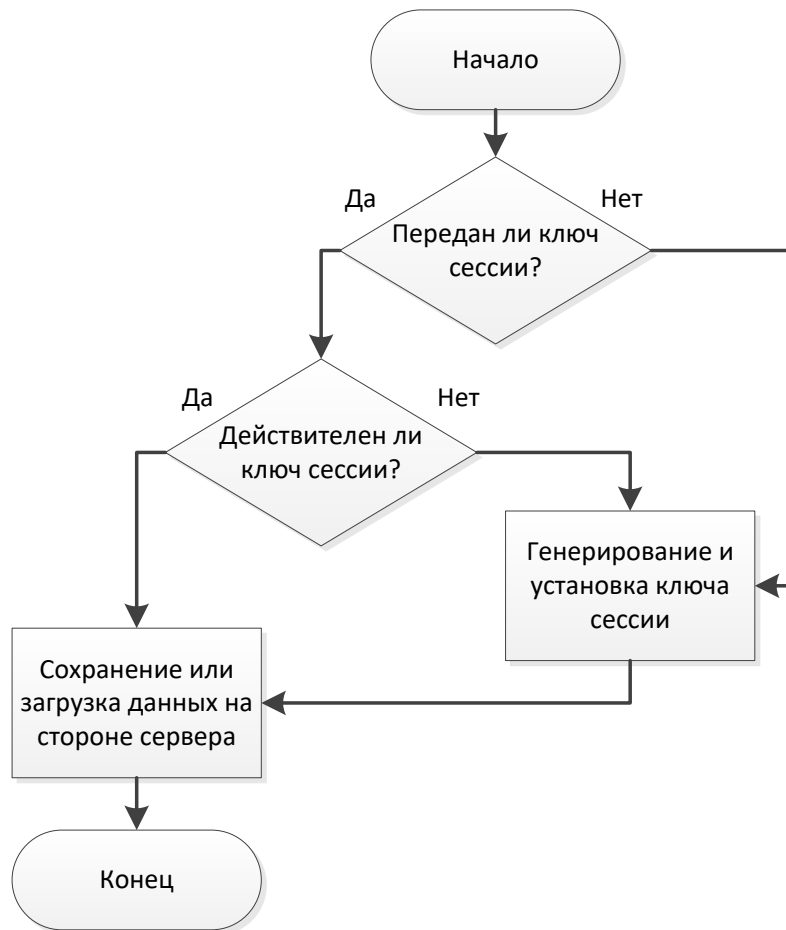 Начало
Да
Нет
Передан ли ключ
сессии?
Да
Нет
Действителен ли
ключ сессии?
Генерирование и
установка ключа
сессии
Сохранение или
загрузка данных на
стороне сервера
Конец